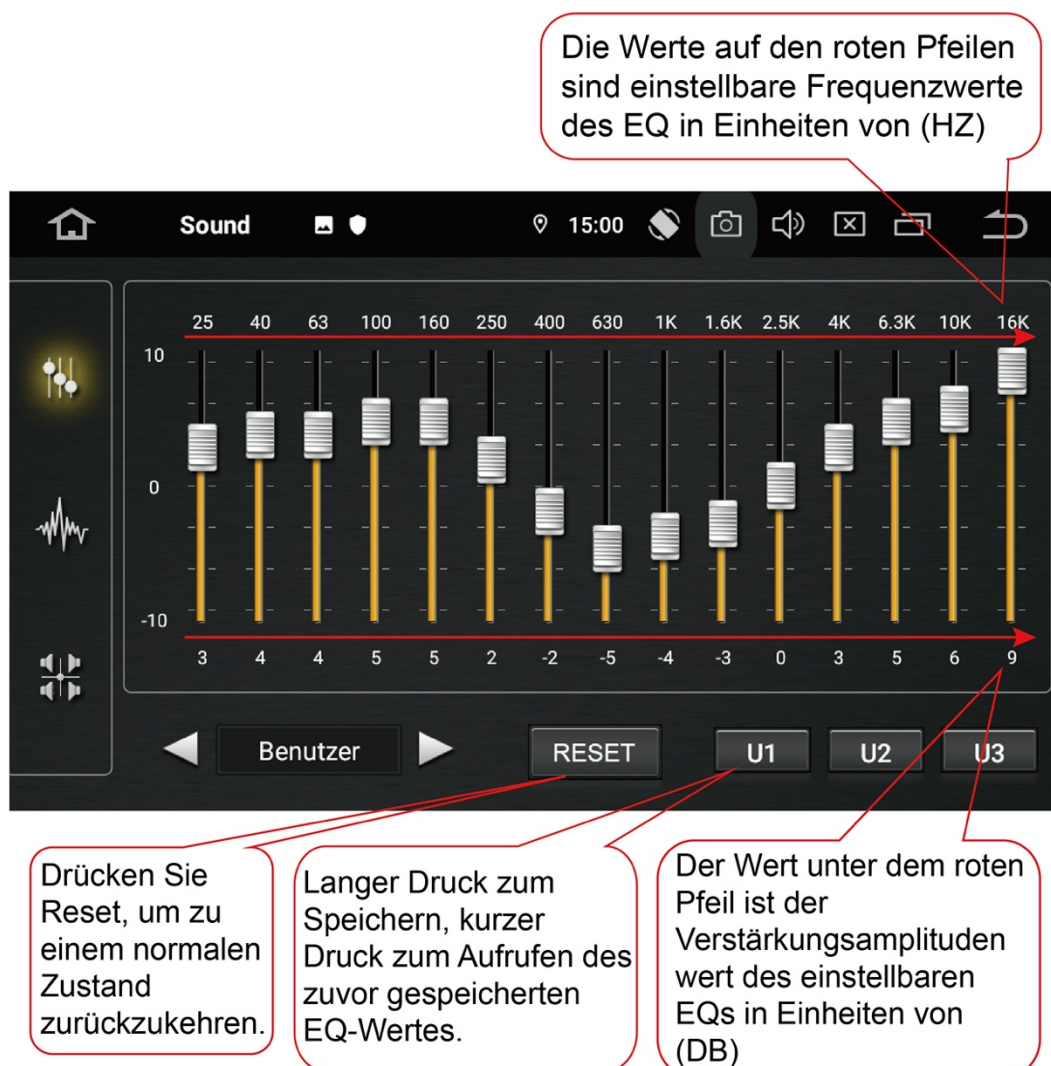 Die Werte auf den roten Pfeilen
sind einstellbare Frequenzwerte
des EQ in Einheiten von (HZ)
Sound 15:00
25 40 63 100 160 250 400 630 1K 1.6K 2.5K 4K 6.3K 10K 16K
10
0
-10
3 4 4 5 5 2 -2 -5 -4 -3 0 3 5 6 9
Benutzer RESET U1 U2 U3
Drücken Sie
Reset, um zu
einem normalen
Zustand
zurückzukehren.
Langer Druck zum
Speichern, kurzer
Druck zum Aufrufen des
zuvor gespeicherten
EQ-Wertes.
Der Wert unter dem roten
Pfeil ist der
Verstärkungsamplituden
wert des einstellbaren
EQs in Einheiten von
(DB)